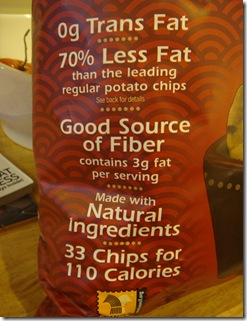 0g Trans Fat
70% Less Fat
than the leading
regular potato chips
See back for details
Good Source
of Fiber
contains 3g fat
per serving
Made with
Natural
Ingredients
33 Chips for
110 Calories